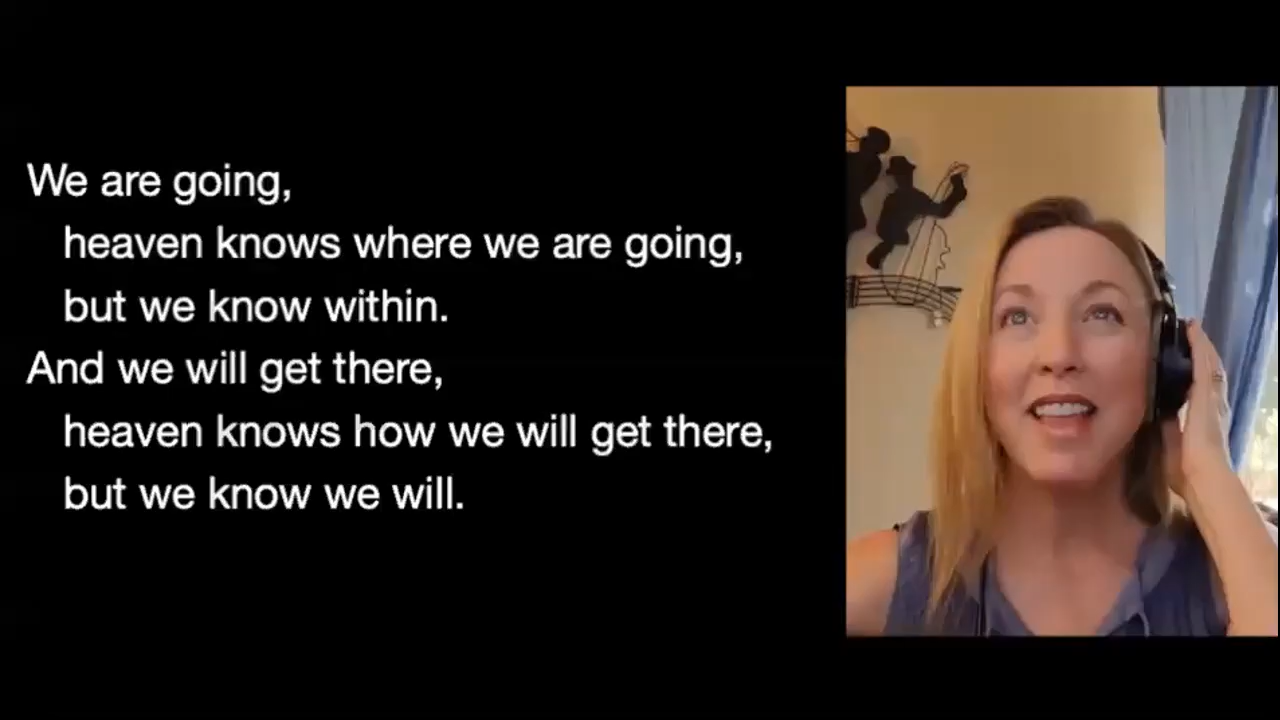 We are going,
heaven knows where we are going,
but we know within.
And we will get there,
heaven knows how we will get there,
but we know we will.